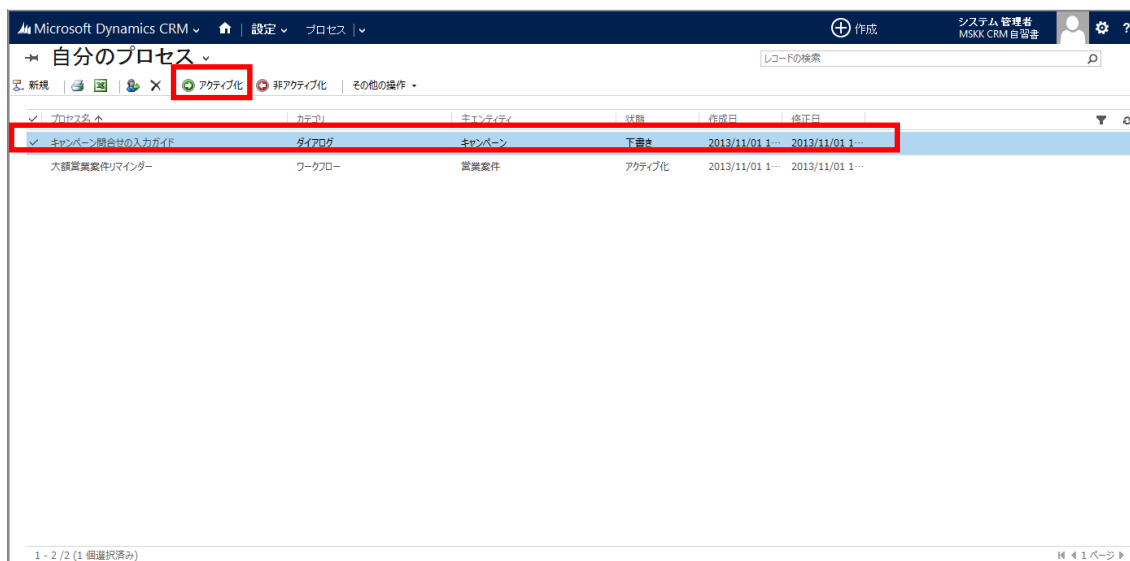 Microsoft Dynamics CRM 設定 プロセス 作成 システム管理者
MSKK CRM 自習書 ?
自分のプロセス レコードの検索
新規 アクティブ化 非アクティブ化 その他の操作
プロセス名 カテゴリ 主エンティティ 状態 作成日 修正日
キャンペーン問合せの入力ガイド ダイアログ キャンペーン 下書き 2013/11/01 1… 2013/11/01 1…
大額営業案件リマインダー ワークフロー 営業案件 アクティブ化 2013/11/01 1… 2013/11/01 1…
1 - 2 /2 (1 個選択済み) 1 ページ